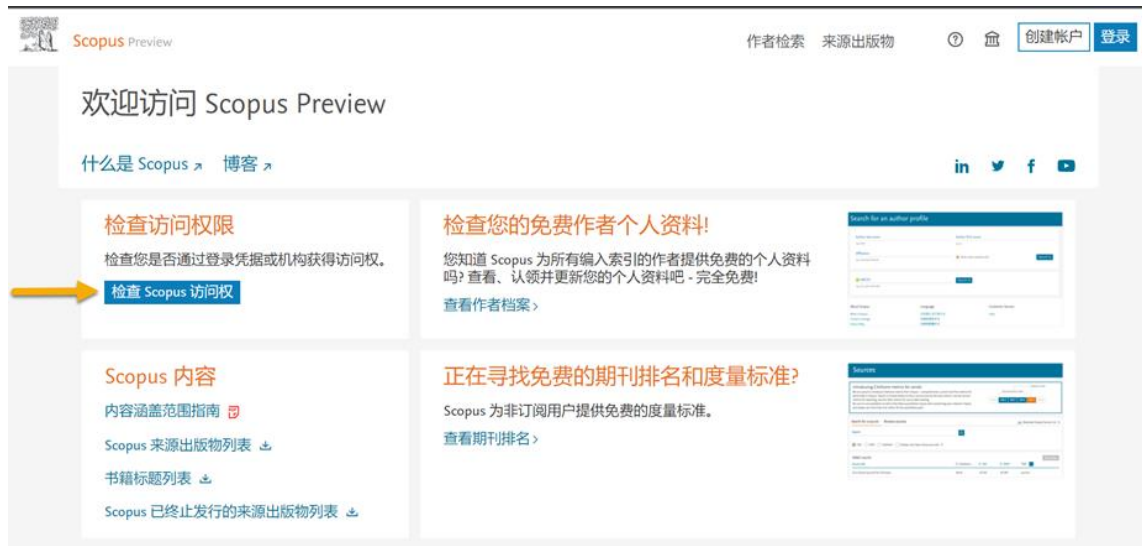 Scopus Preview
作者检索 来源出版物
创建帐户 登录
欢迎访问 Scopus Preview
什么是 Scopus 博客
检查访问权限
检查您是否通过登录凭据或机构获得访问权。
检查 Scopus 访问权
检查您的免费作者个人资料!
您知道 Scopus 为所有编入索引的作者提供免费的个人资料
吗? 查看、认领并更新您的个人资料吧 - 完全免费!
查看作者档案>
Search for an author profile
Scopus 内容
内容涵盖范围指南
Scopus 来源出版物列表
书籍标题列表
Scopus 已终止发行的来源出版物列表
正在寻找免费的期刊排名和度量标准?
Scopus 为非订阅用户提供免费的度量标准。
查看期刊排名>
Sources